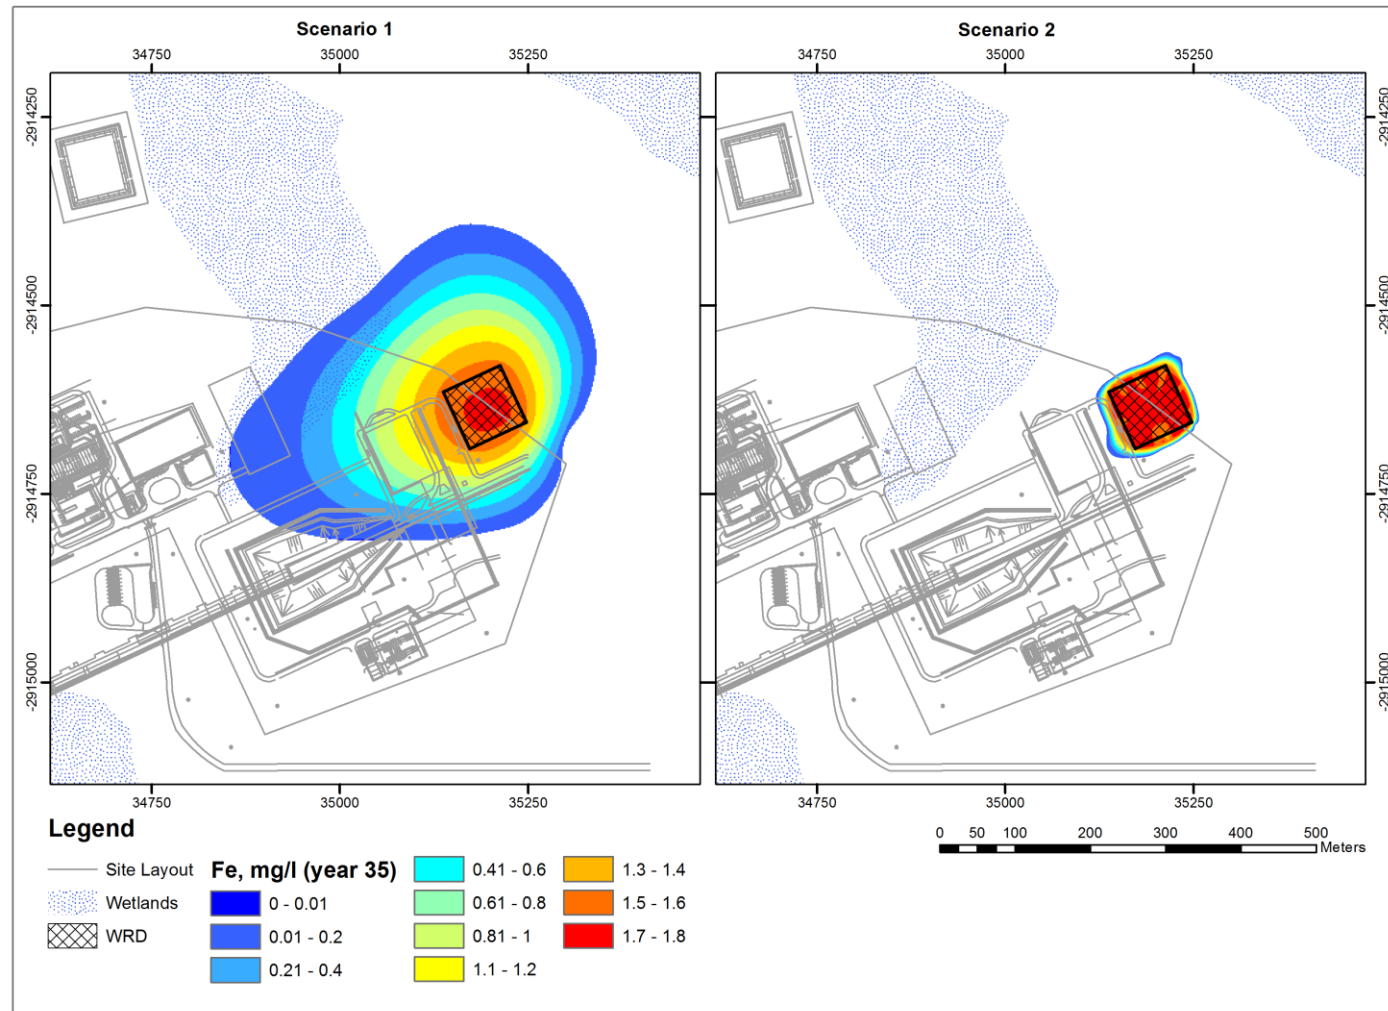 Scenario 1
Scenario 2
34750 35000 35250
34750 35000 35250
-2914250
-2914500
-2914750
-2915000
-2914250
-2914500
-2914750
-2915000
34750 35000 35250
34750 35000 35250
Legend
Site Layout
Wetlands
WRD
Fe, mg/l (year 35)
0 - 0.01
0.01 - 0.2
0.21 - 0.4
0.41 - 0.6
0.61 - 0.8
0.81 - 1
1.1 - 1.2
1.3 - 1.4
1.5 - 1.6
1.7 - 1.8
0 50 100 200 300 400 500
Meters